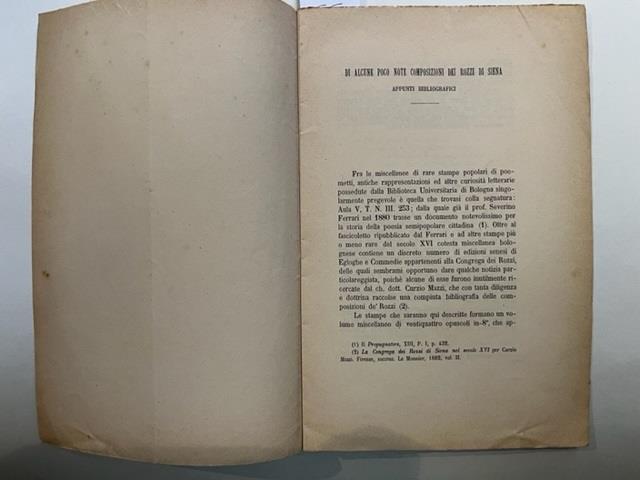 DI ALCUNE POCO NOTE COMPOSIZIONI DEI ROZZI DI SIENA
APPUNTI BIBLIOGRAFICI
Fra le miscellanee di rare stampe popolari di poe-
metti, antiche rappresentazioni ed altre curiosità letterarie
possedute dalla Biblioteca Universitaria di Bologna singo-
larmente pregevole è quella che trovasi colla segnatura:
Aula V, T. N. III. 253; dalla quale già il prof. Severino
Ferrari nel 1880 trasse un documento notevolissimo per
la storia della poesia semipopolare cittadina (1). Oltre al
fascicoletto ripubblicato dal Ferrari e ad altre stampe più
o meno rare del secolo XVI cotesta miscellanea bolo-
gnese contiene un discreto numero di edizioni senesi di
Egloghe e Commedie appartenenti alla Congrega dei Rozzi,
delle quali sembrami opportuno dare qualche notizia par-
ticolareggiata, poichè alcune di esse furono inutilmente ri-
cercate dal ch. dott. Curzio Mazzi, che con tanta diligenza
e dottrina raccolse una compiuta bibliografia delle com-
posizioni de' Rozzi (2).
Le stampe che saranno qui descritte formano un vo-
lume miscellaneo di ventiquattro opuscoli in-8°, che ap-
(1) Il Propugnatore, XIII, P. I, p. 432.
(2) La Congrega dei Rozzi di Siena nel secolo XVI per Curzio
Mazzi. Firenze, success. Le Monnier, 1882, vol. II.